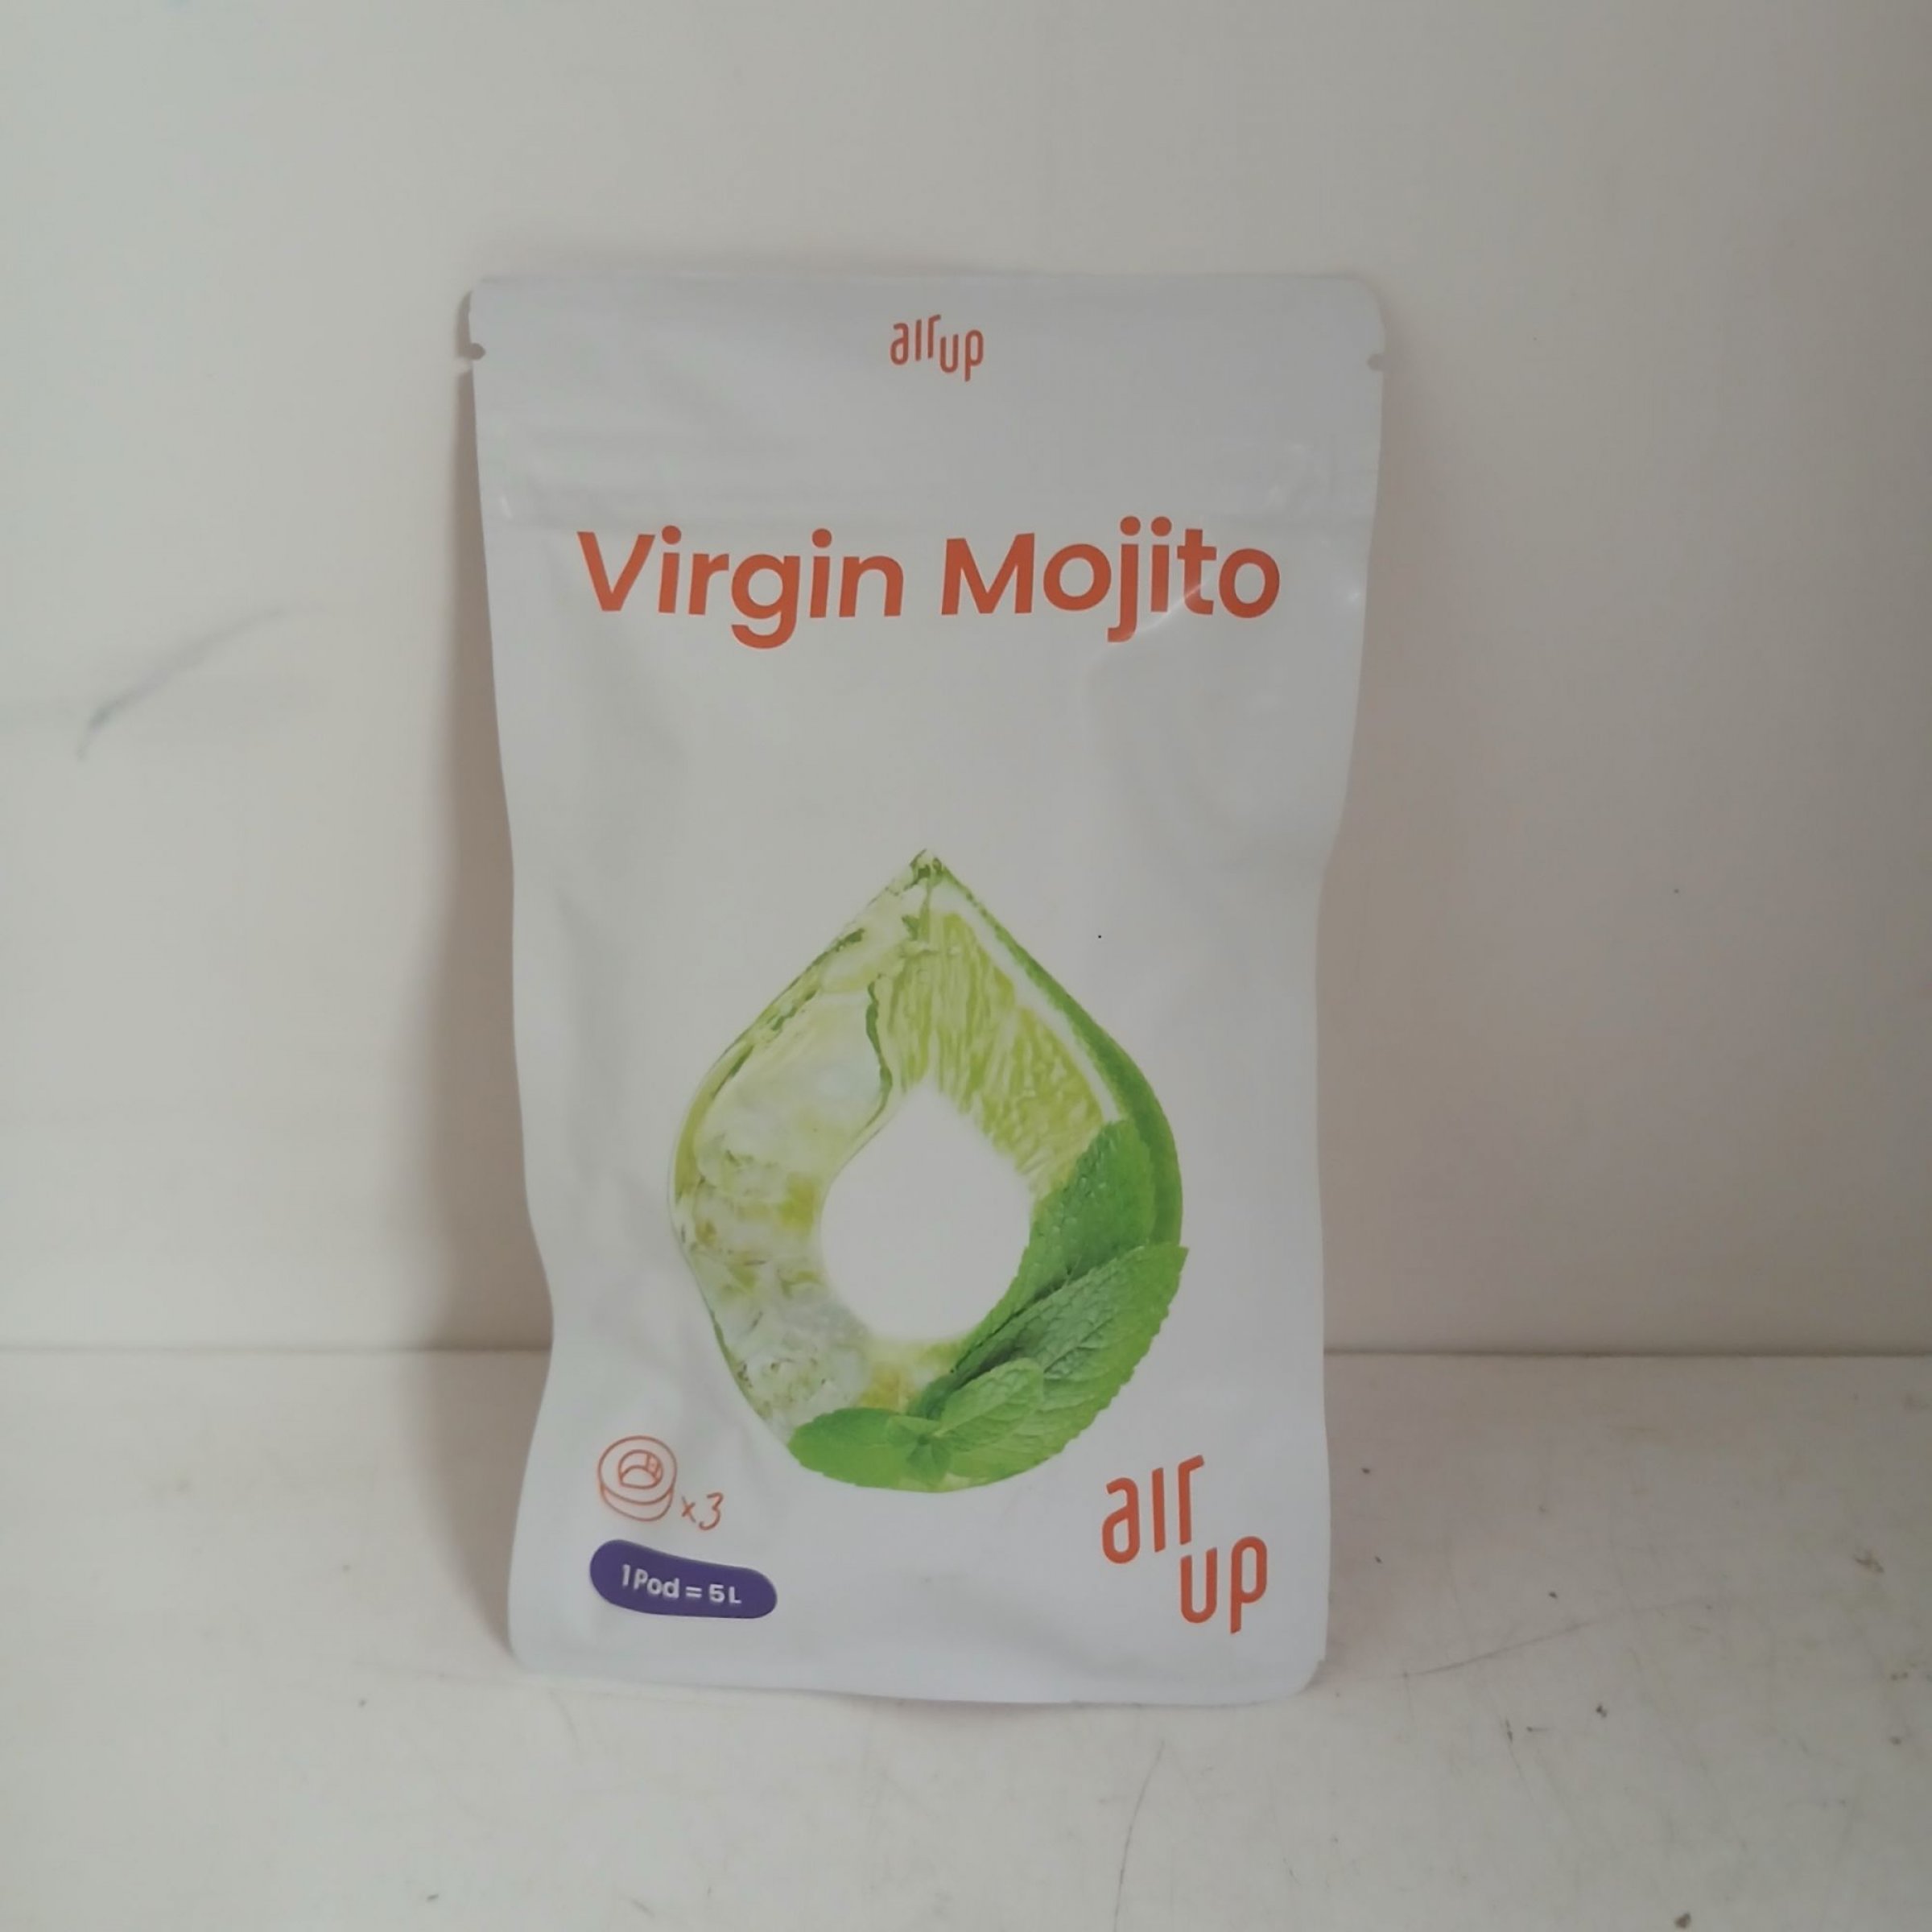 air up
Virgin Mojito
x3
1 Pod = 5 L
air
up